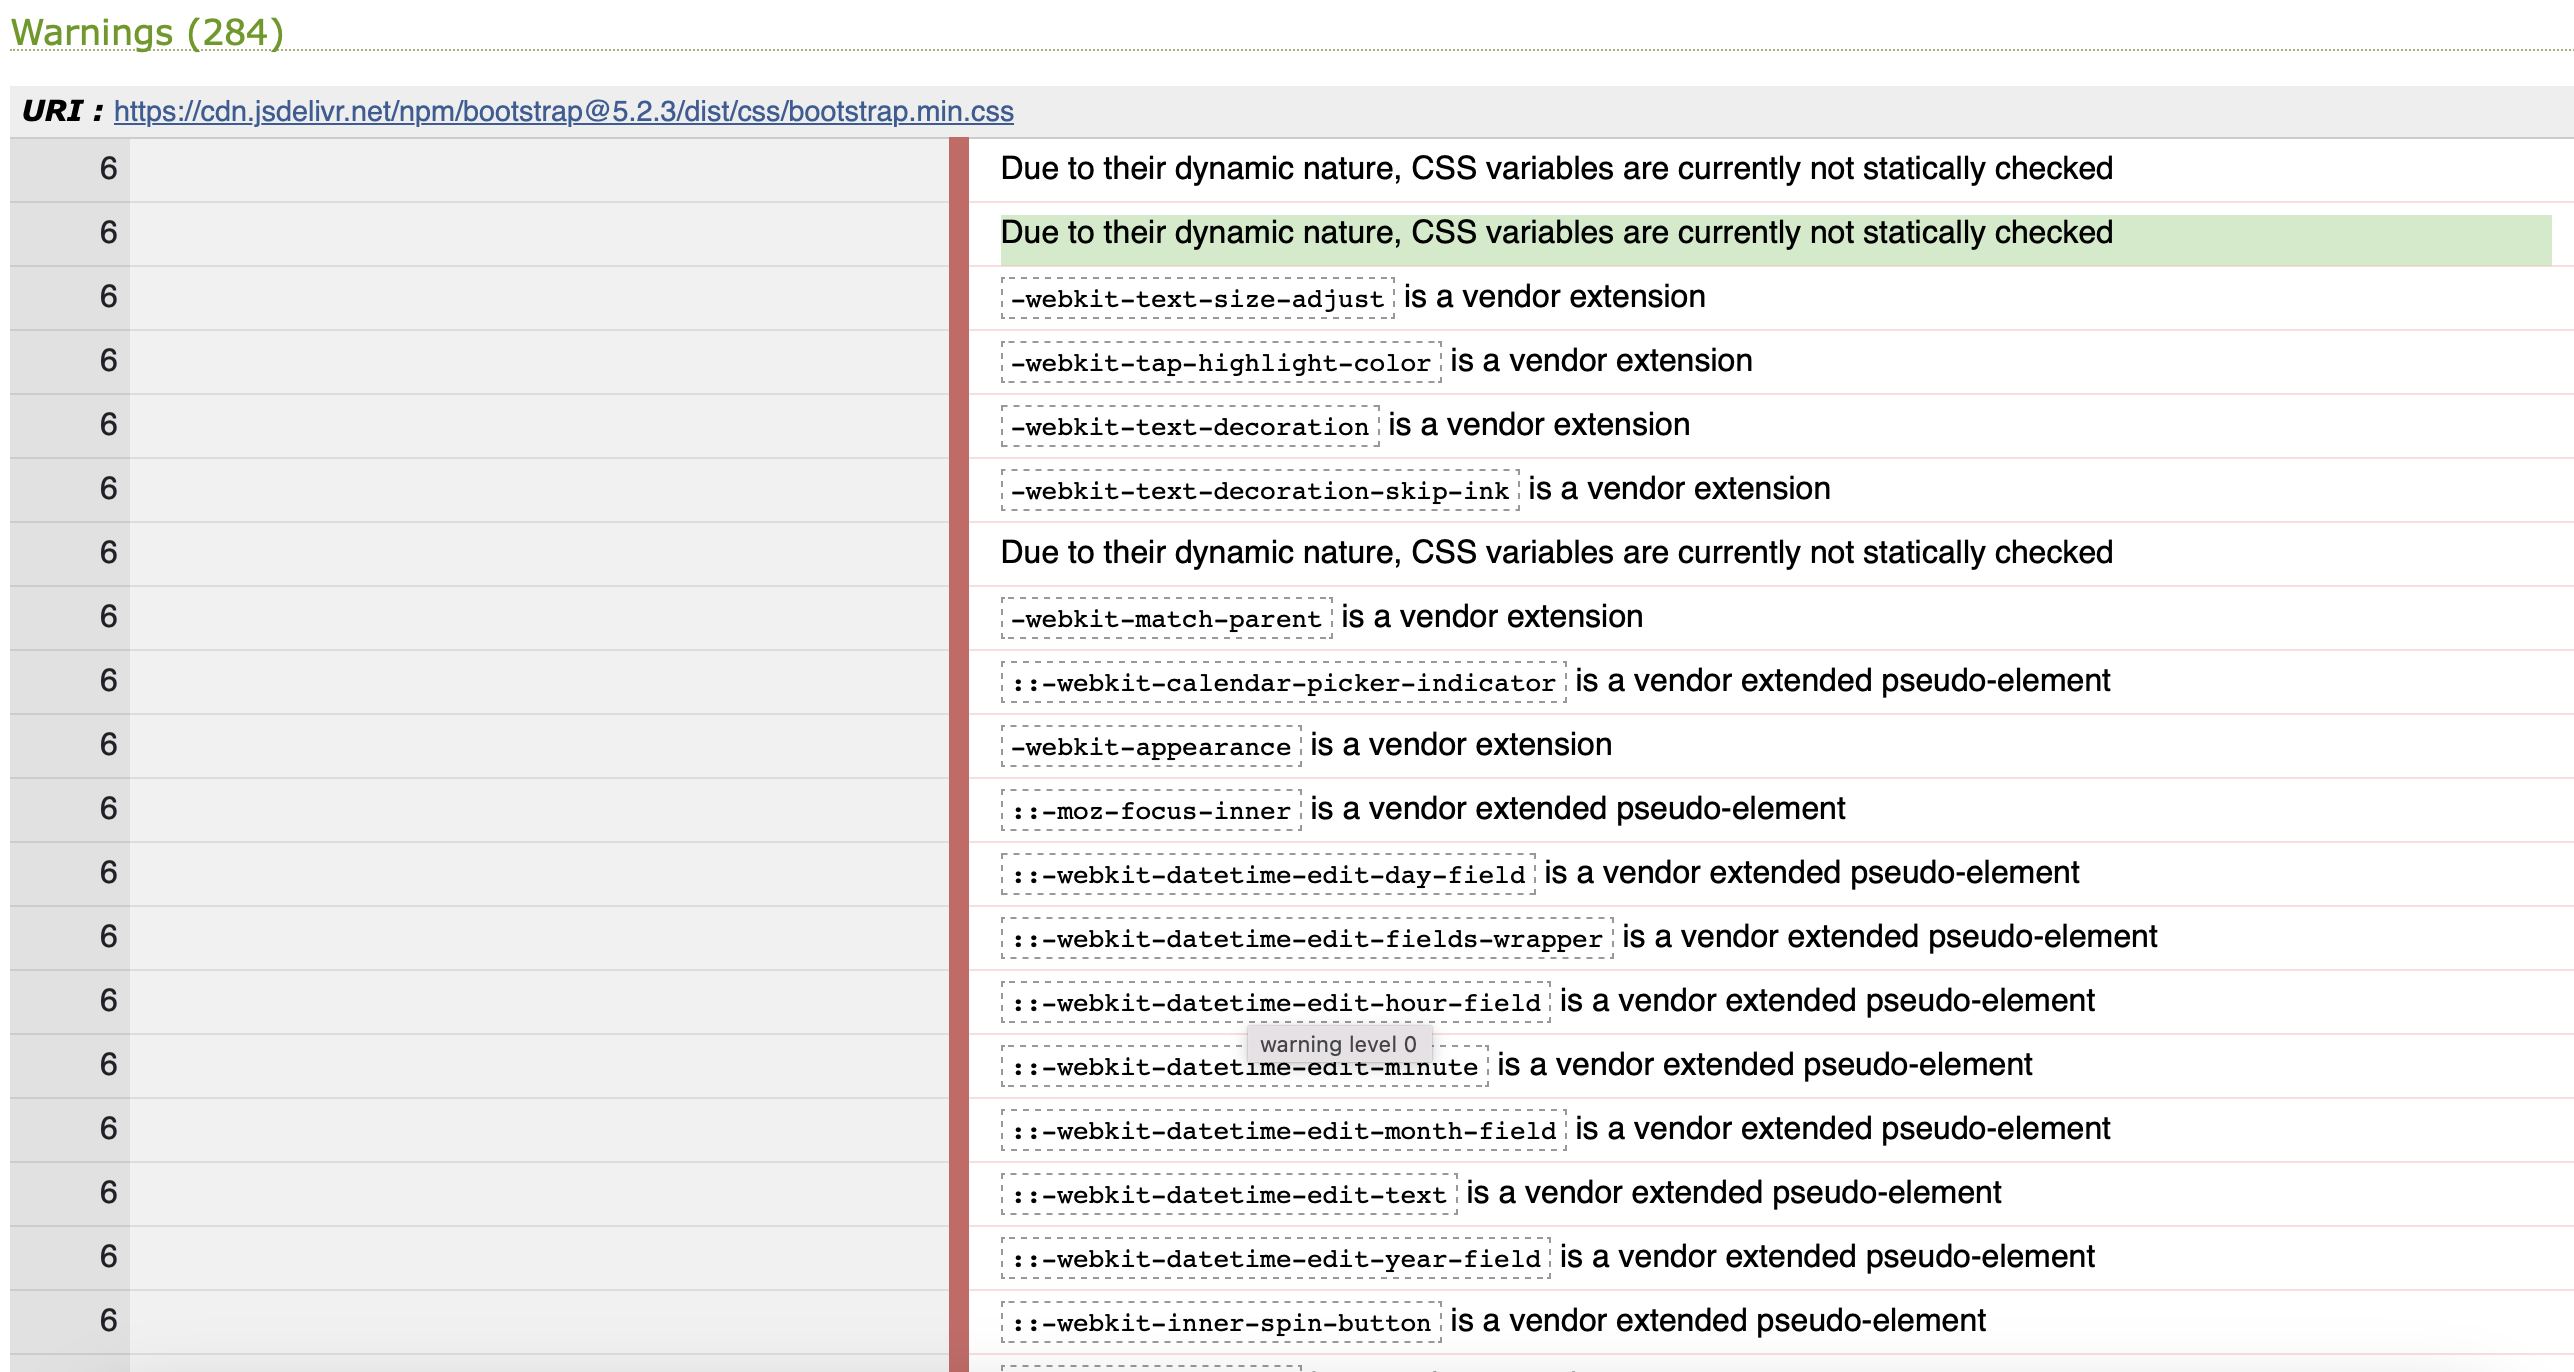 Warnings (284)
URI : https://cdn.jsdelivr.net/npm/bootstrap@5.2.3/dist/css/bootstrap.min.css
6 Due to their dynamic nature, CSS variables are currently not statically checked
6 Due to their dynamic nature, CSS variables are currently not statically checked
6 -webkit-text-size-adjust is a vendor extension
6 -webkit-tap-highlight-color is a vendor extension
6 -webkit-text-decoration is a vendor extension
6 -webkit-text-decoration-skip-ink is a vendor extension
6 Due to their dynamic nature, CSS variables are currently not statically checked
6 -webkit-match-parent is a vendor extension
6 ::-webkit-calendar-picker-indicator is a vendor extended pseudo-element
6 -webkit-appearance is a vendor extension
6 ::-moz-focus-inner is a vendor extended pseudo-element
6 ::-webkit-datetime-edit-day-field is a vendor extended pseudo-element
6 ::-webkit-datetime-edit-fields-wrapper is a vendor extended pseudo-element
6 ::-webkit-datetime-edit-hour-field is a vendor extended pseudo-element
warning level 0
6 ::-webkit-datetime-edit-minute is a vendor extended pseudo-element
6 ::-webkit-datetime-edit-month-field is a vendor extended pseudo-element
6 ::-webkit-datetime-edit-text is a vendor extended pseudo-element
6 ::-webkit-datetime-edit-year-field is a vendor extended pseudo-element
6 ::-webkit-inner-spin-button is a vendor extended pseudo-element